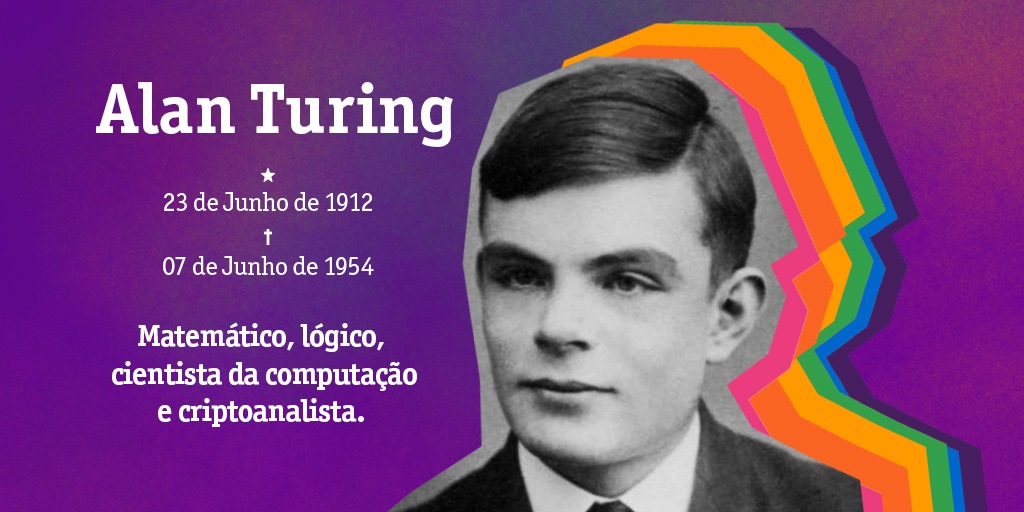 Alan Turing
★
23 de Junho de 1912
✝
07 de Junho de 1954
Matemático, lógico,
cientista da computação
e criptoanalista.